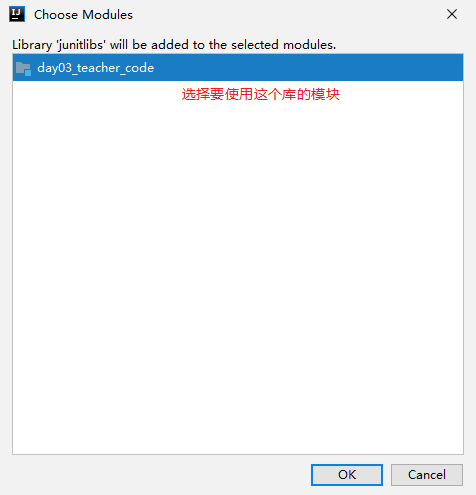 Choose Modules
Library 'junitlibs' will be added to the selected modules.
day03_teacher_code
选择要使用这个库的模块
OK
Cancel